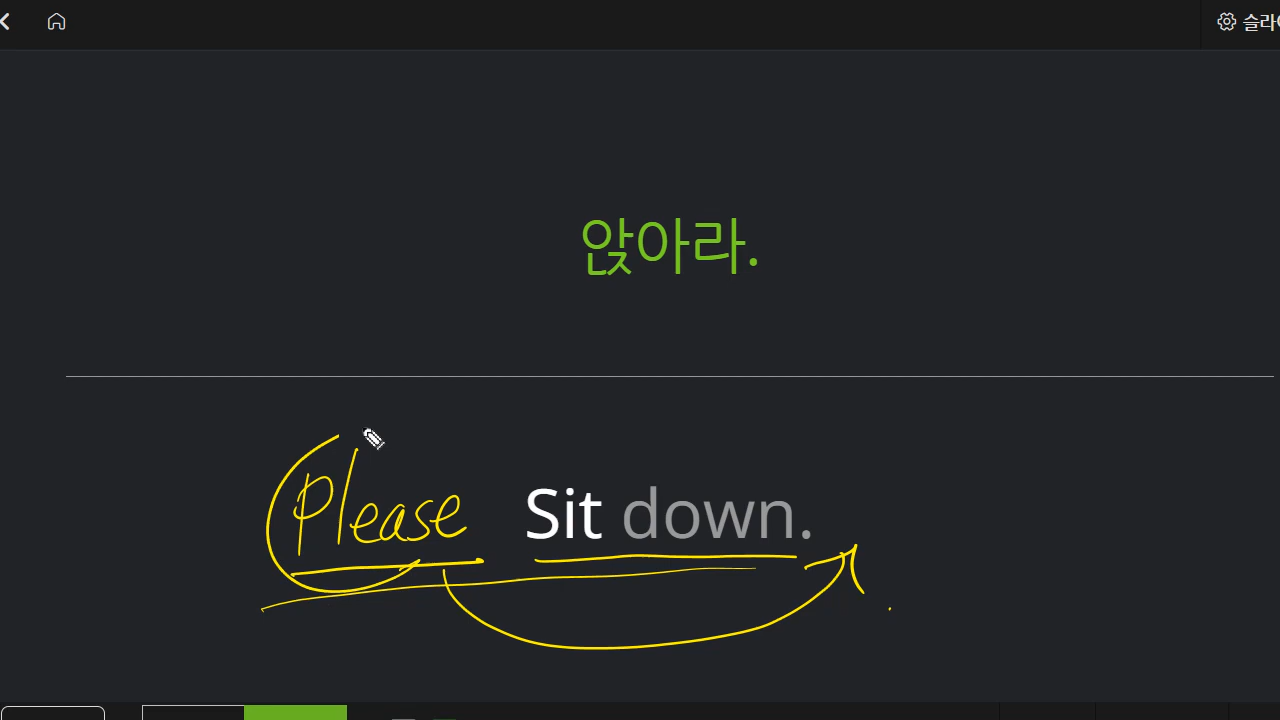 앉아라.
Please Sit down.